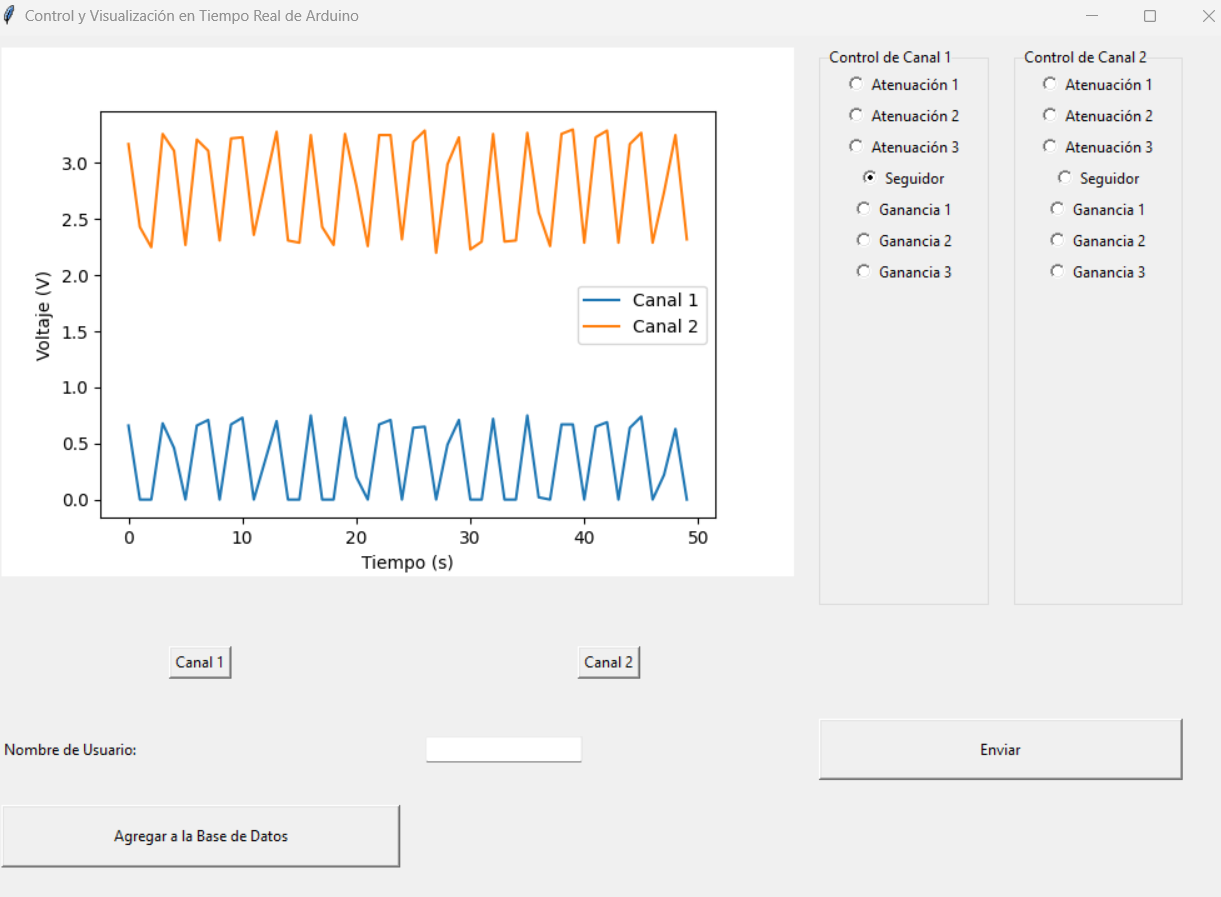 Control y Visualización en Tiempo Real de Arduino
Voltaje (V)
3.0
2.5
2.0
1.5
1.0
0.5
0.0
Canal 1
Canal 2
0 10 20 30 40 50
Tiempo (s)
Control de Canal 1
Atenuación 1
Atenuación 2
Atenuación 3
Seguidor
Ganancia 1
Ganancia 2
Ganancia 3
Control de Canal 2
Atenuación 1
Atenuación 2
Atenuación 3
Seguidor
Ganancia 1
Ganancia 2
Ganancia 3
Canal 1
Canal 2
Nombre de Usuario:
Enviar
Agregar a la Base de Datos